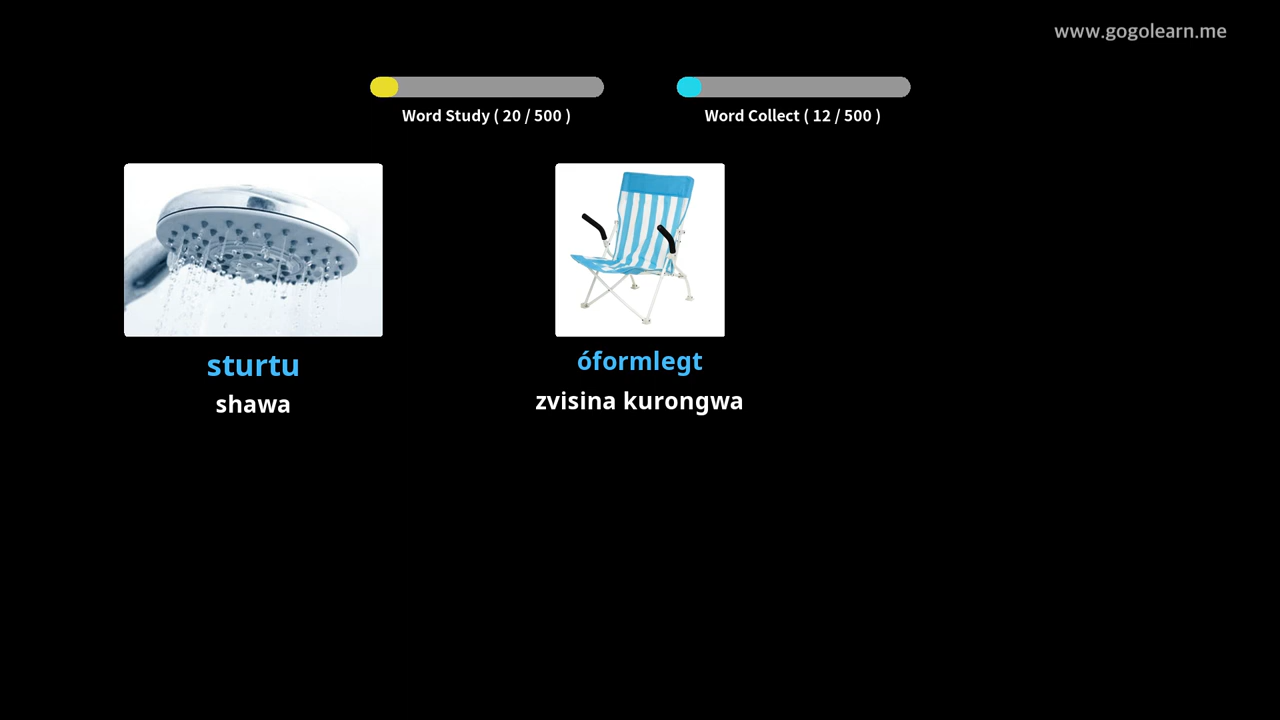 www.gogolearn.me
Word Study ( 20 / 500 )
Word Collect ( 12 / 500 )
sturtu
shawa
óformlegt
zvisina kurongwa